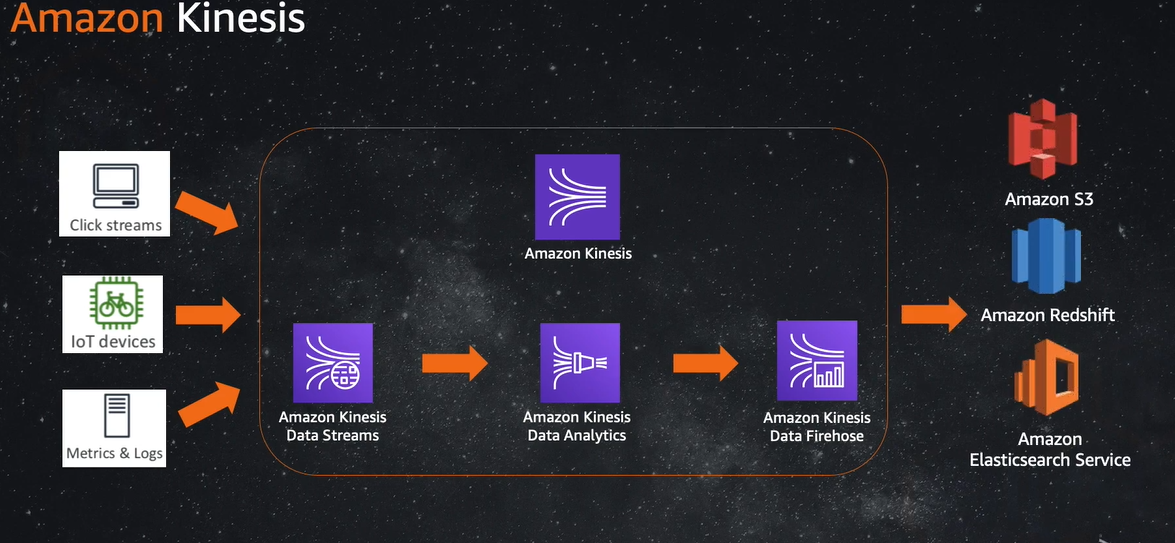 Amazon Kinesis
Click streams
IoT devices
Metrics & Logs
Amazon Kinesis
Amazon Kinesis
Data Streams
Amazon Kinesis
Data Analytics
Amazon Kinesis
Data Firehose
Amazon S3
Amazon Redshift
Amazon
Elasticsearch Service